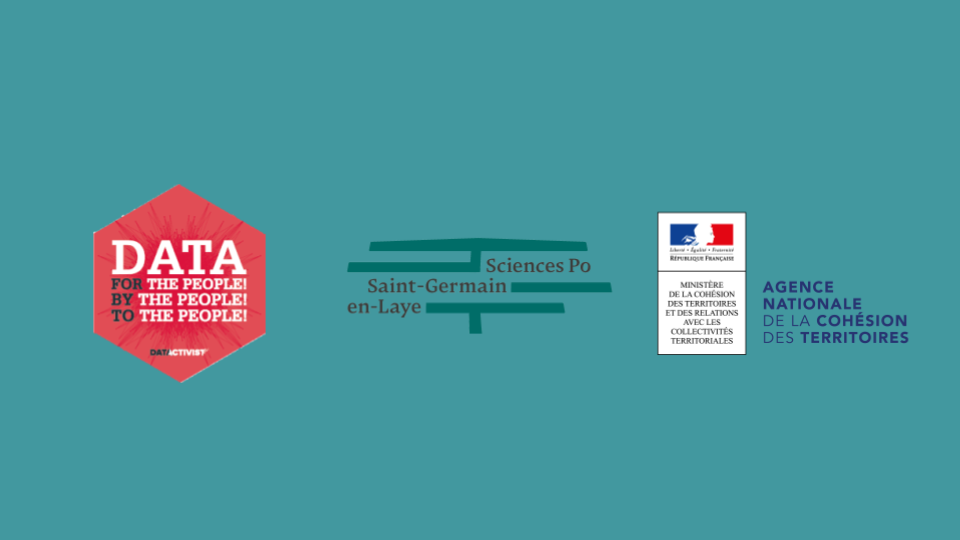 DATA
FOR THE PEOPLE!
BY THE PEOPLE!
TO THE PEOPLE!
DATACTIVIST
Sciences Po
Saint-Germain
en-Laye
Liberté • Égalité • Fraternité
RÉPUBLIQUE FRANÇAISE
MINISTÈRE
DE LA COHÉSION
DES TERRITOIRES
ET DES RELATIONS
AVEC LES
COLLECTIVITÉS
TERRITORIALES
AGENCE
NATIONALE
DE LA COHÉSION
DES TERRITOIRES